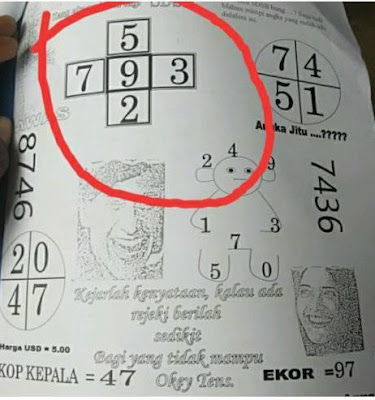 5
7 9 3
2
7 4
5 1
Angka Jitu ....?????
8746
2 4 9
1 3
7
5 0
7436
2 0
4 7
Kejarlah kenyataan, kalau ada
rejeki berilah
sedikit
Bagi yang tidak mampu
Okey Tens.
Harga USD = 5.00
KOP KEPALA = 47
EKOR =97